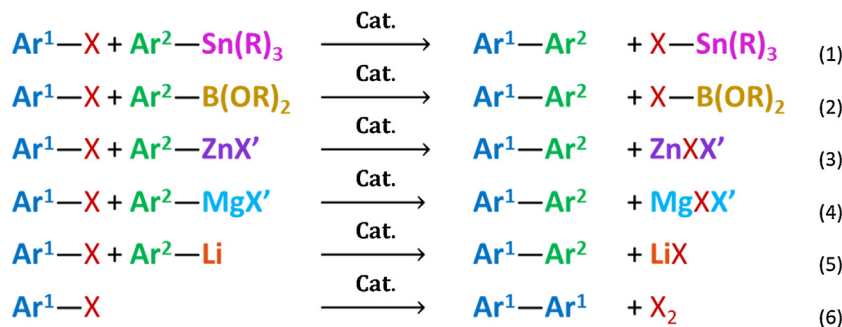 Cat.
Ar¹—X + Ar²—Sn(R)₃ ⟶ Ar¹—Ar² + X—Sn(R)₃ (1)
Cat.
Ar¹—X + Ar²—B(OR)₂ ⟶ Ar¹—Ar² + X—B(OR)₂ (2)
Cat.
Ar¹—X + Ar²—ZnX’ ⟶ Ar¹—Ar² + ZnXX’ (3)
Cat.
Ar¹—X + Ar²—MgX’ ⟶ Ar¹—Ar² + MgXX’ (4)
Cat.
Ar¹—X + Ar²—Li ⟶ Ar¹—Ar² + LiX (5)
Cat.
Ar¹—X ⟶ Ar¹—Ar¹ + X₂ (6)